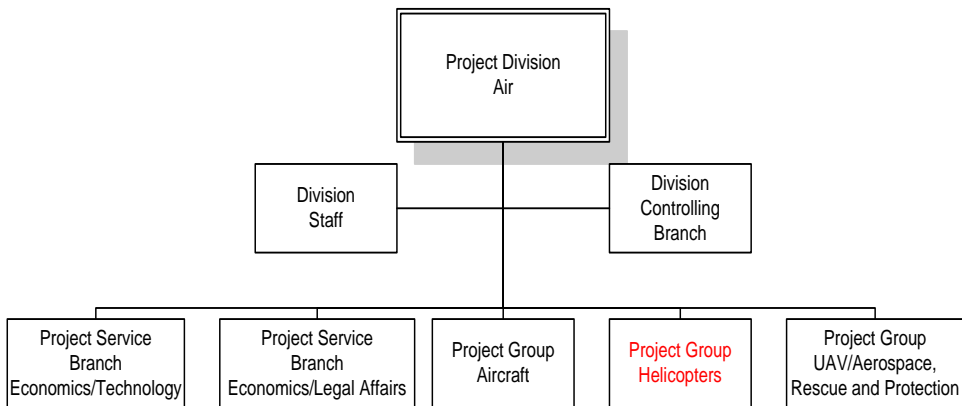 Project Division
Air
Division
Staff
Division
Controlling
Branch
Project Service
Branch
Economics/Technology
Project Service
Branch
Economics/Legal Affairs
Project Group
Aircraft
Project Group
Helicopters
Project Group
UAV/Aerospace,
Rescue and Protection